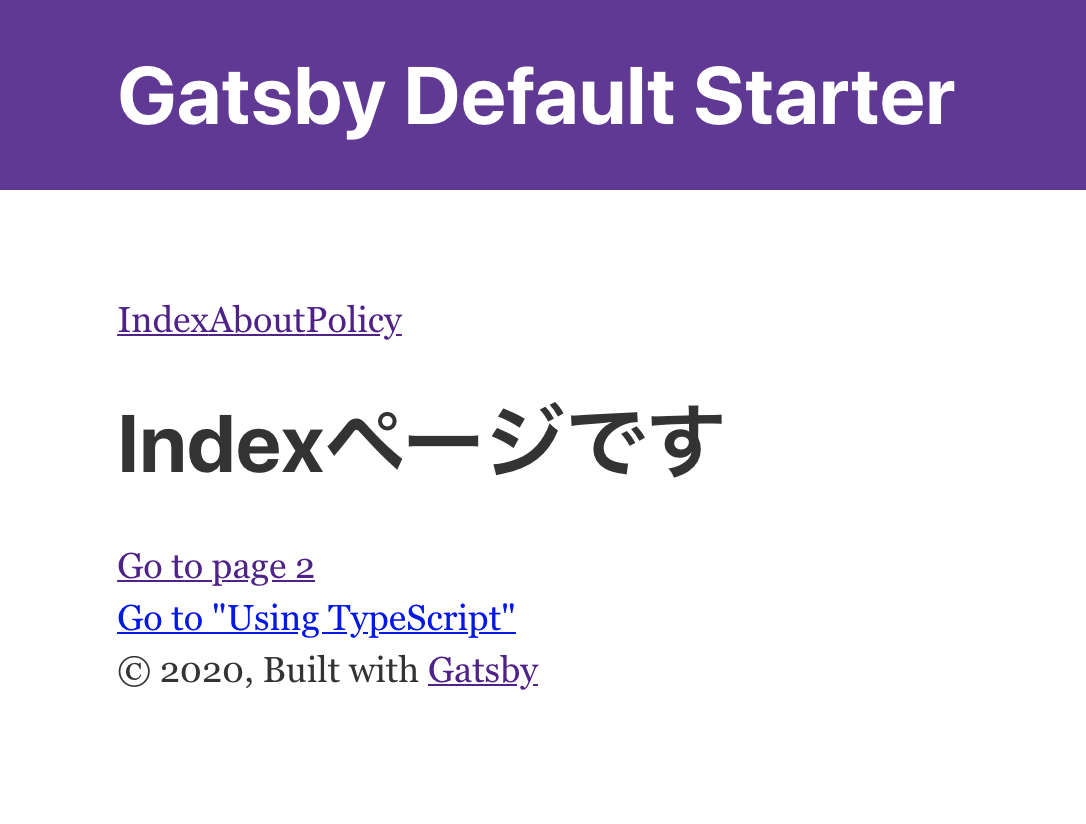 Gatsby Default Starter
IndexAboutPolicy
Indexページです
Go to page 2
Go to "Using TypeScript"
© 2020, Built with Gatsby